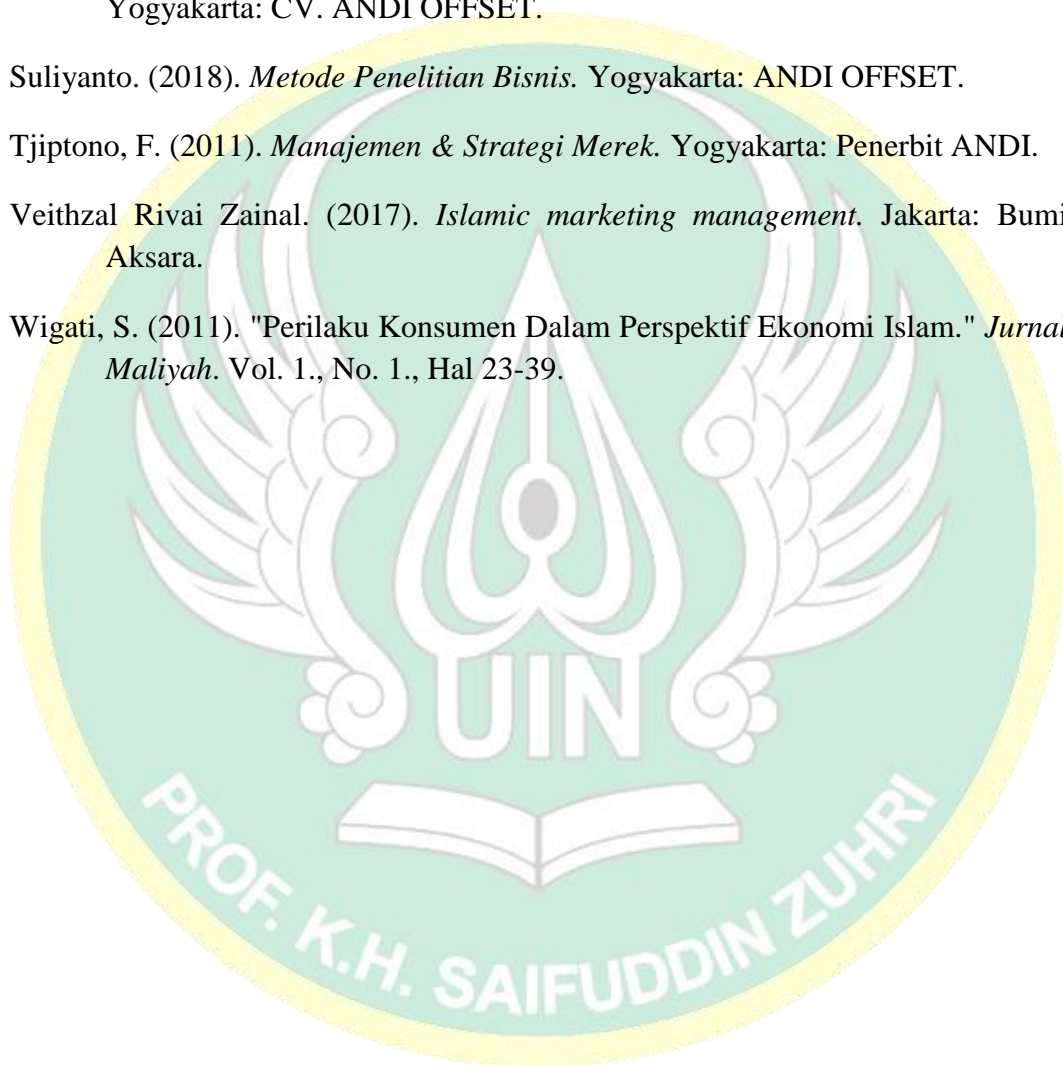 Yogyakarta: CV. ANDI OFFSET.
Suliyanto. (2018). Metode Penelitian Bisnis. Yogyakarta: ANDI OFFSET.
Tjiptono, F. (2011). Manajemen & Strategi Merek. Yogyakarta: Penerbit ANDI.
Veithzal Rivai Zainal. (2017). Islamic marketing management. Jakarta: Bumi
Aksara.
Wigati, S. (2011). "Perilaku Konsumen Dalam Perspektif Ekonomi Islam." Jurnal
Maliyah. Vol. 1., No. 1., Hal 23-39.
UIN
PROF. K.H. SAIFUDDIN ZUHRI